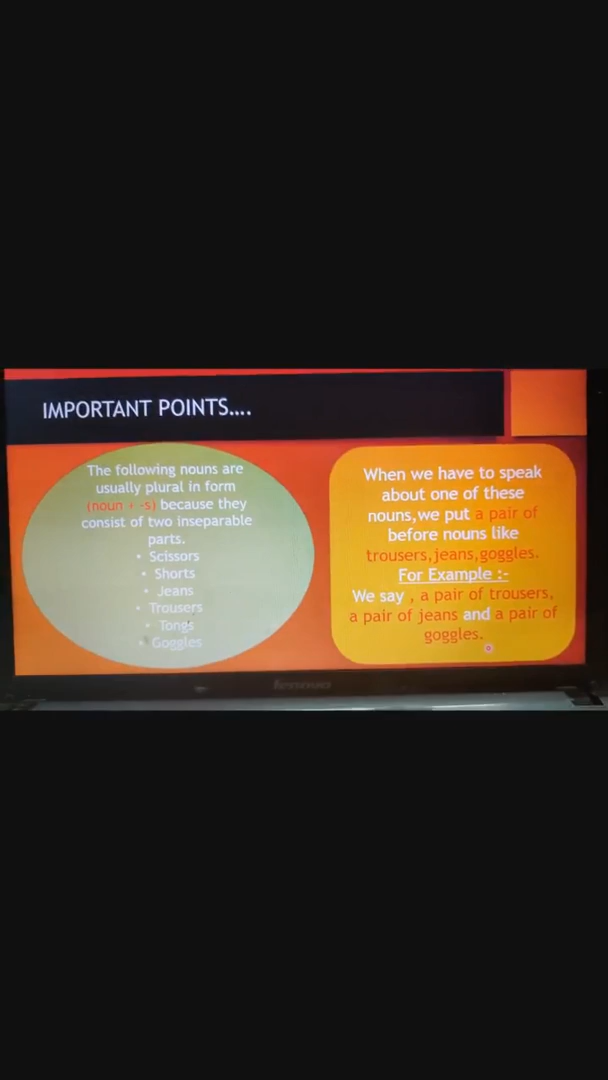 IMPORTANT POINTS....
The following nouns are
usually plural in form
(noun + -s) because they
consist of two inseparable
parts.
• Scissors
• Shorts
• Jeans
• Trousers
• Tongs
• Goggles
When we have to speak
about one of these
nouns,we put a pair of
before nouns like
trousers,jeans,goggles.
For Example :-
We say , a pair of trousers,
a pair of jeans and a pair of
goggles.
lenovo